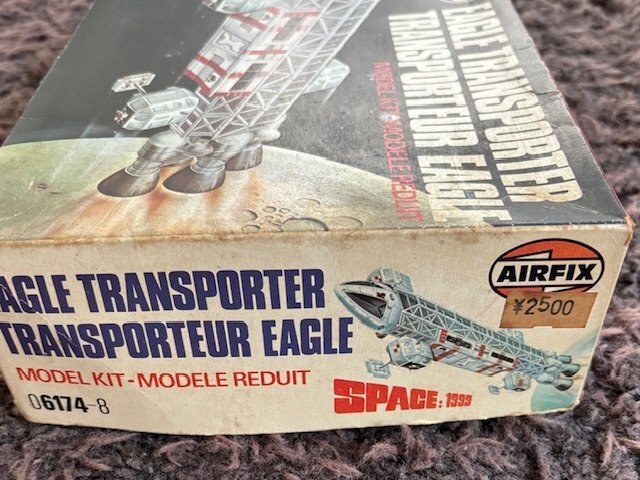 EAGLE TRANSPORTER
TRANSPORTEUR EAGLE
MODEL KIT·MODELE REDUIT
AGLE TRANSPORTER
TRANSPORTEUR EAGLE
MODEL KIT-MODELE REDUIT
06174-8
SPACE: 1999
AIRFIX
¥2500